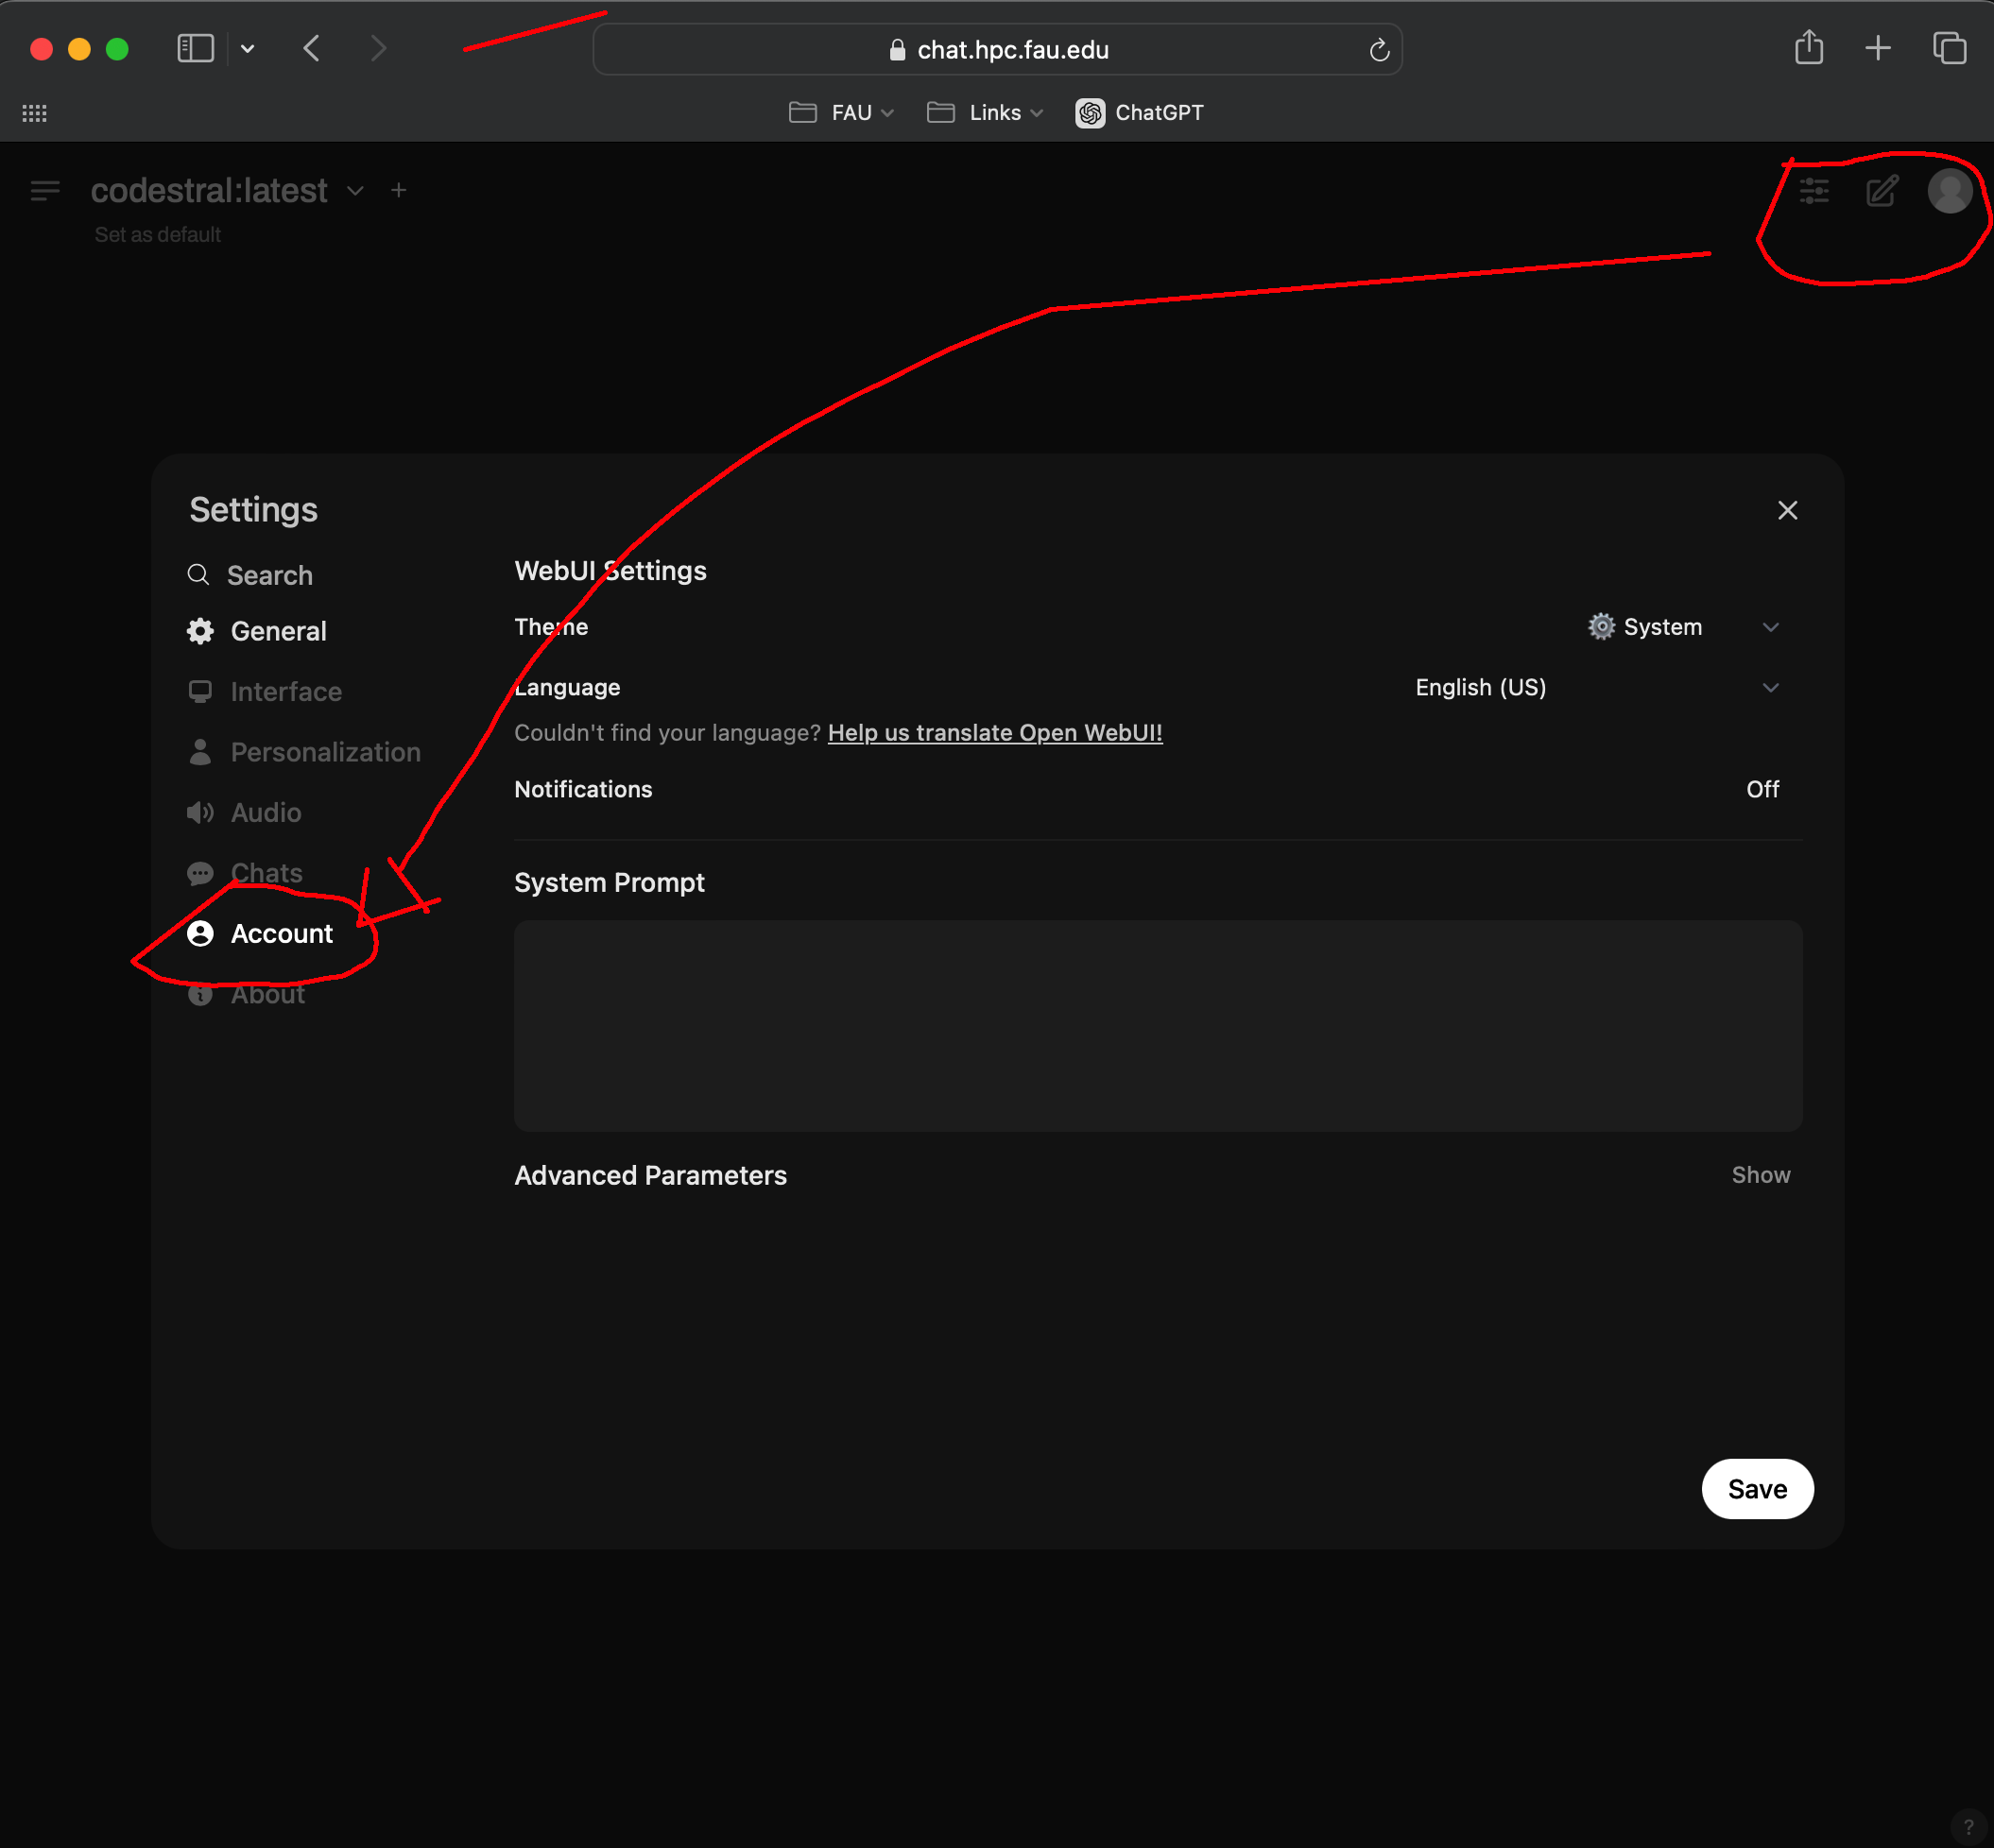 chat.hpc.fau.edu
FAU
Links
ChatGPT
codestral:latest
Set as default
Settings
Search
General
Interface
Personalization
Audio
Chats
Account
About
WebUI Settings
Theme
System
Language
English (US)
Couldn't find your language? Help us translate Open WebUI!
Notifications
Off
System Prompt
Advanced Parameters
Show
Save
?